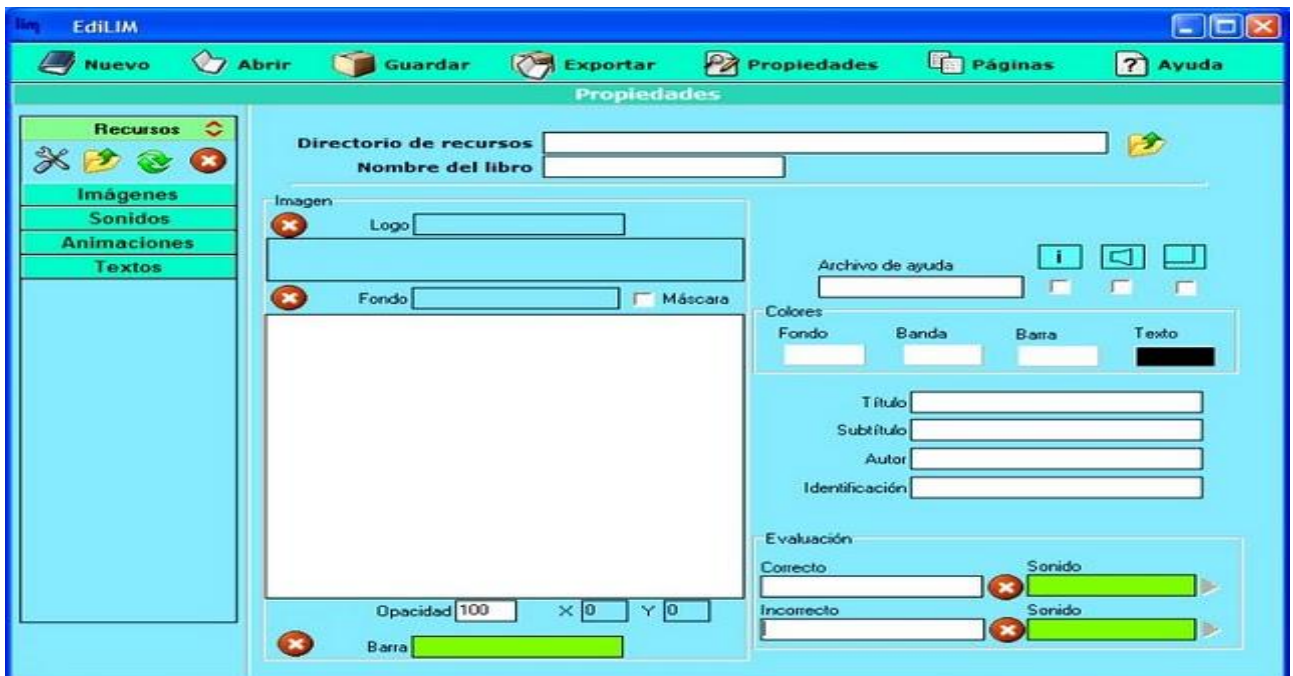 lim EdiLIM
Nuevo Abrir Guardar Exportar Propiedades Páginas Ayuda
Propiedades
Recursos
Imágenes
Sonidos
Animaciones
Textos
Directorio de recursos
Nombre del libro
Imagen
Logo
Fondo Máscara
Opacidad 100 X 0 Y 0
Barra
Archivo de ayuda i
Colores
Fondo Banda Barra Texto
Título
Subtítulo
Autor
Identificación
Evaluación
Correcto Sonido
Incorrecto Sonido